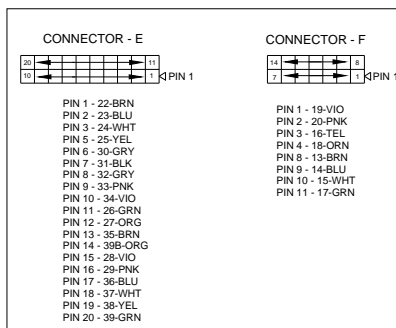 CONNECTOR - E
20 11
10 1 PIN 1
PIN 1 - 22-BRN
PIN 2 - 23-BLU
PIN 3 - 24-WHT
PIN 5 - 25-YEL
PIN 6 - 30-GRY
PIN 7 - 31-BLK
PIN 8 - 32-GRY
PIN 9 - 33-PNK
PIN 10 - 34-VIO
PIN 11 - 26-GRN
PIN 12 - 27-ORG
PIN 13 - 35-BRN
PIN 14 - 39B-ORG
PIN 15 - 28-VIO
PIN 16 - 29-PNK
PIN 17 - 36-BLU
PIN 18 - 37-WHT
PIN 19 - 38-YEL
PIN 20 - 39-GRN
CONNECTOR - F
14 8
7 1 PIN 1
PIN 1 - 19-VIO
PIN 2 - 20-PNK
PIN 3 - 16-TEL
PIN 4 - 18-ORN
PIN 8 - 13-BRN
PIN 9 - 14-BLU
PIN 10 - 15-WHT
PIN 11 - 17-GRN